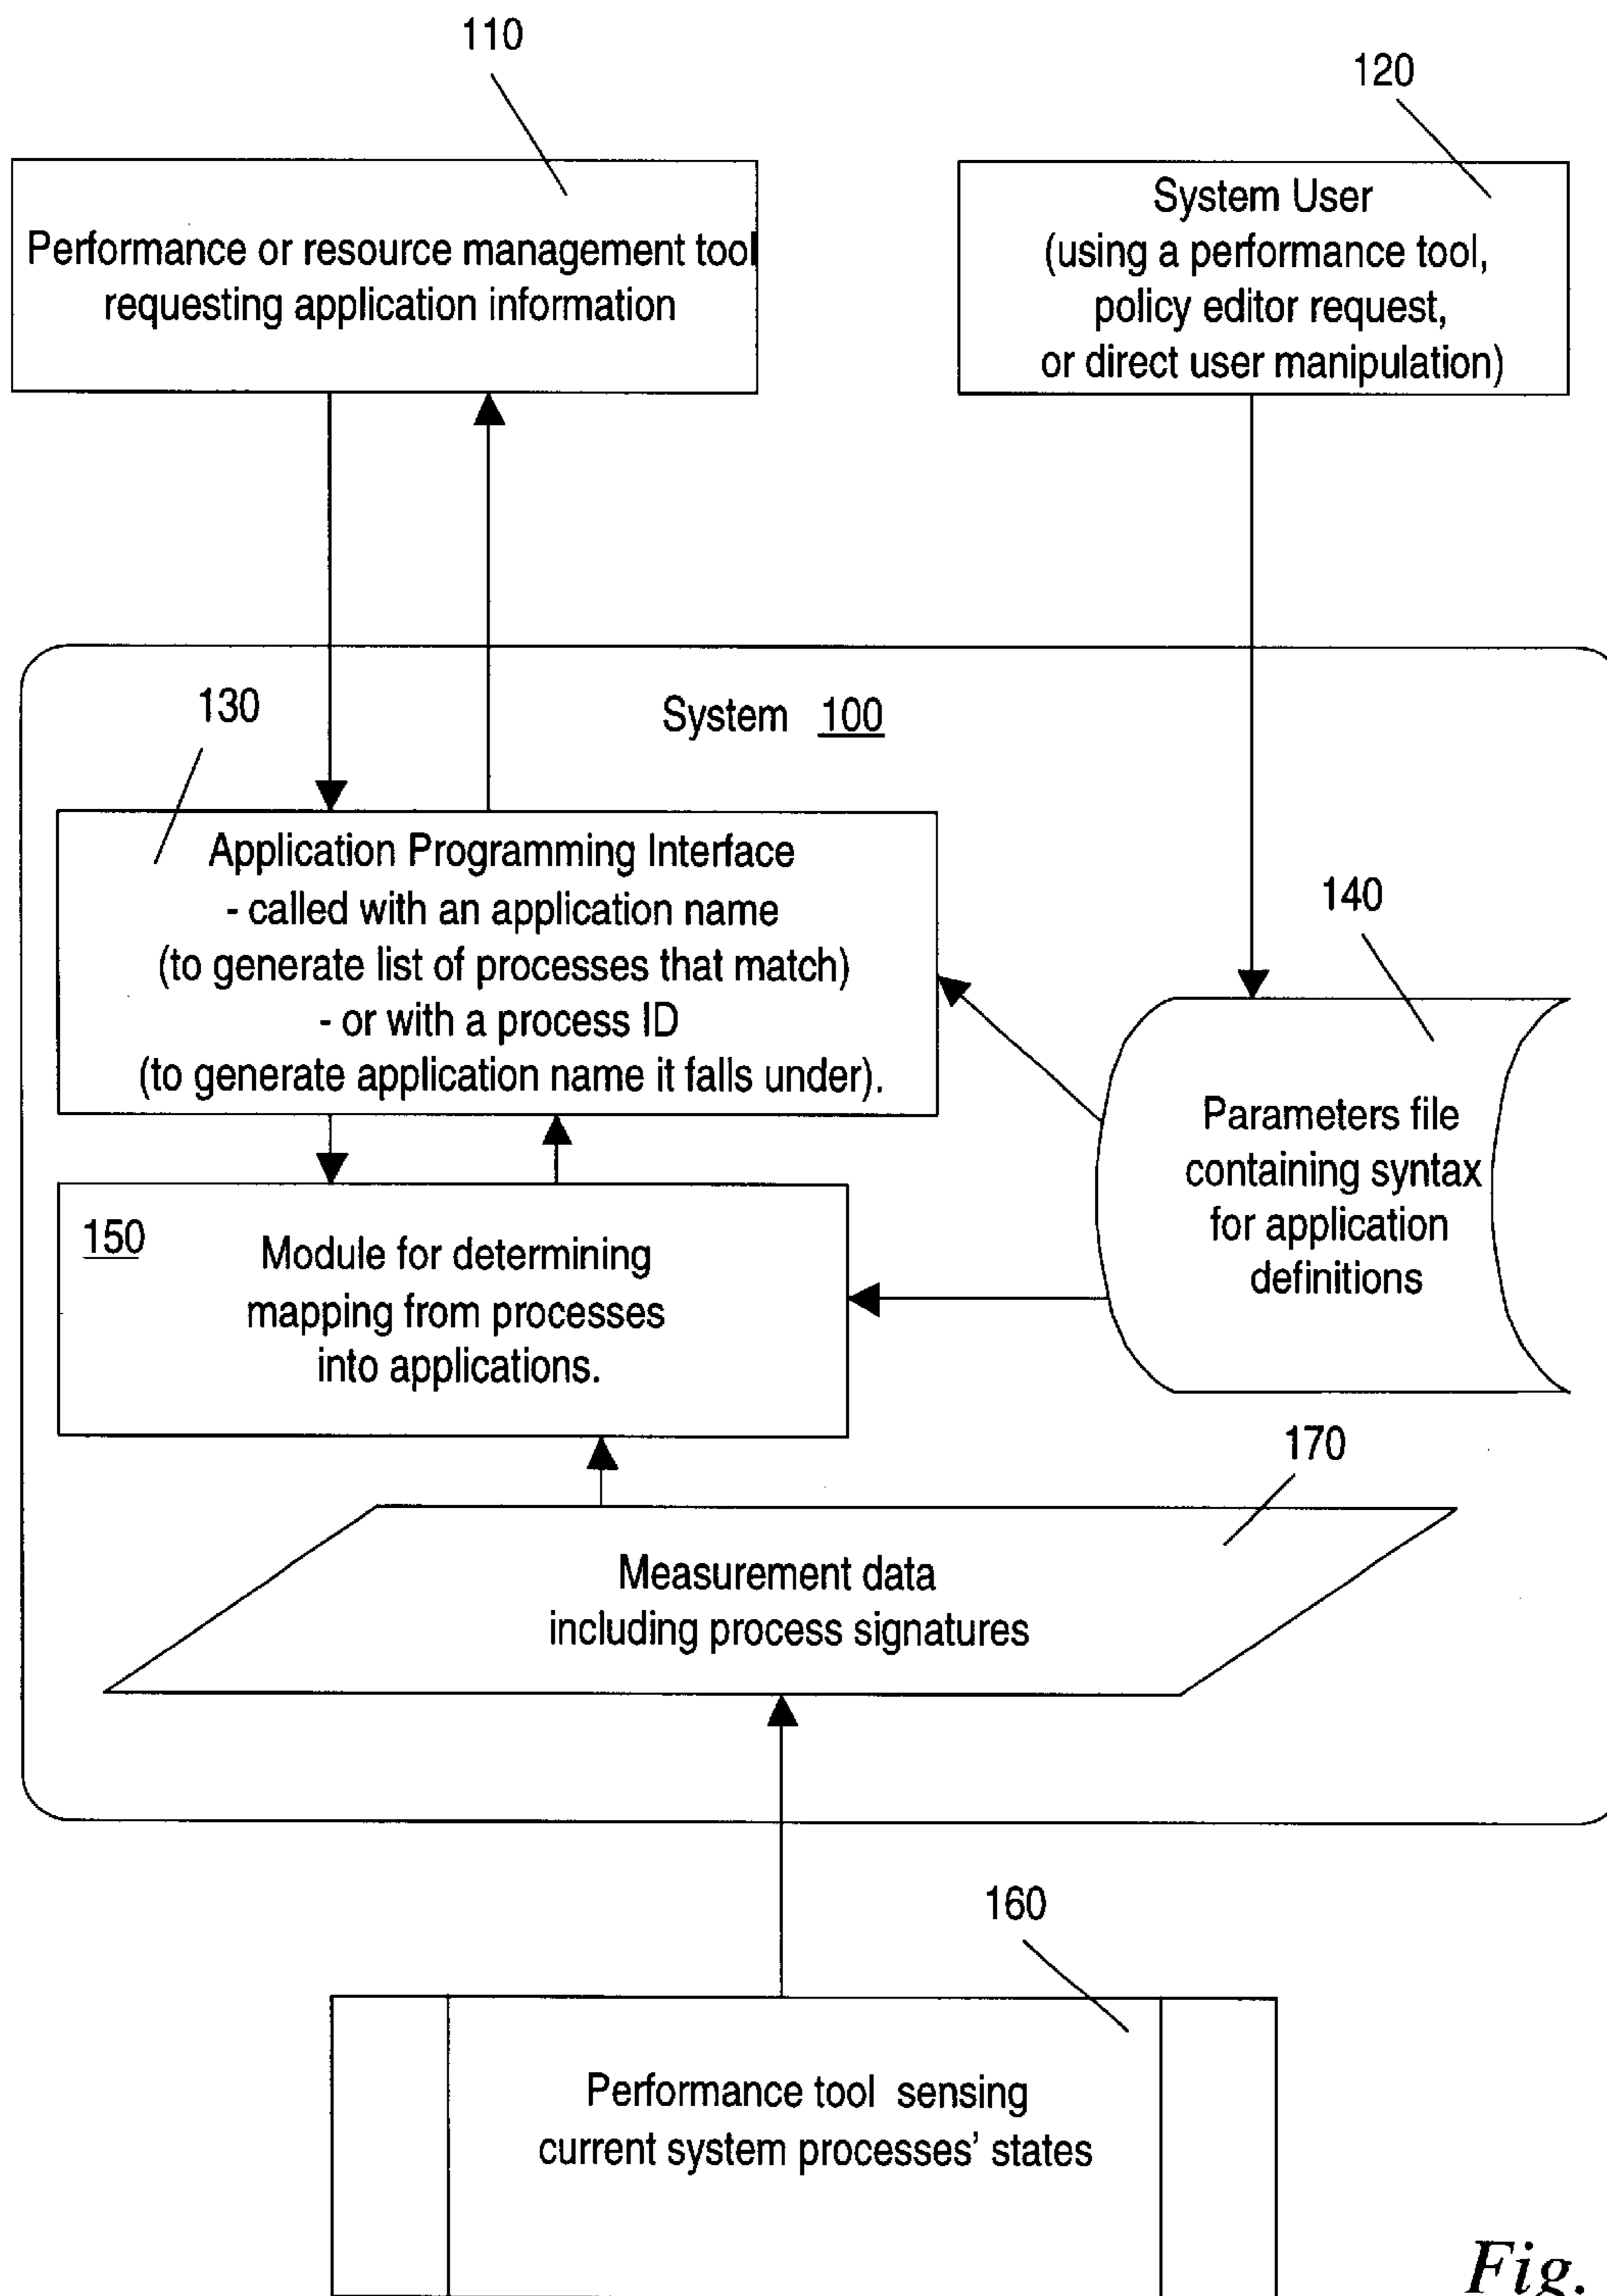 110
120
Performance or resource management tool
requesting application information
System User
(using a performance tool,
policy editor request,
or direct user manipulation)
System 100
130
Application Programming Interface
- called with an application name
(to generate list of processes that match)
- or with a process ID
(to generate application name it falls under).
140
Parameters file
containing syntax
for application
definitions
150
Module for determining
mapping from processes
into applications.
170
Measurement data
including process signatures
160
Performance tool sensing
current system processes' states
Fig.